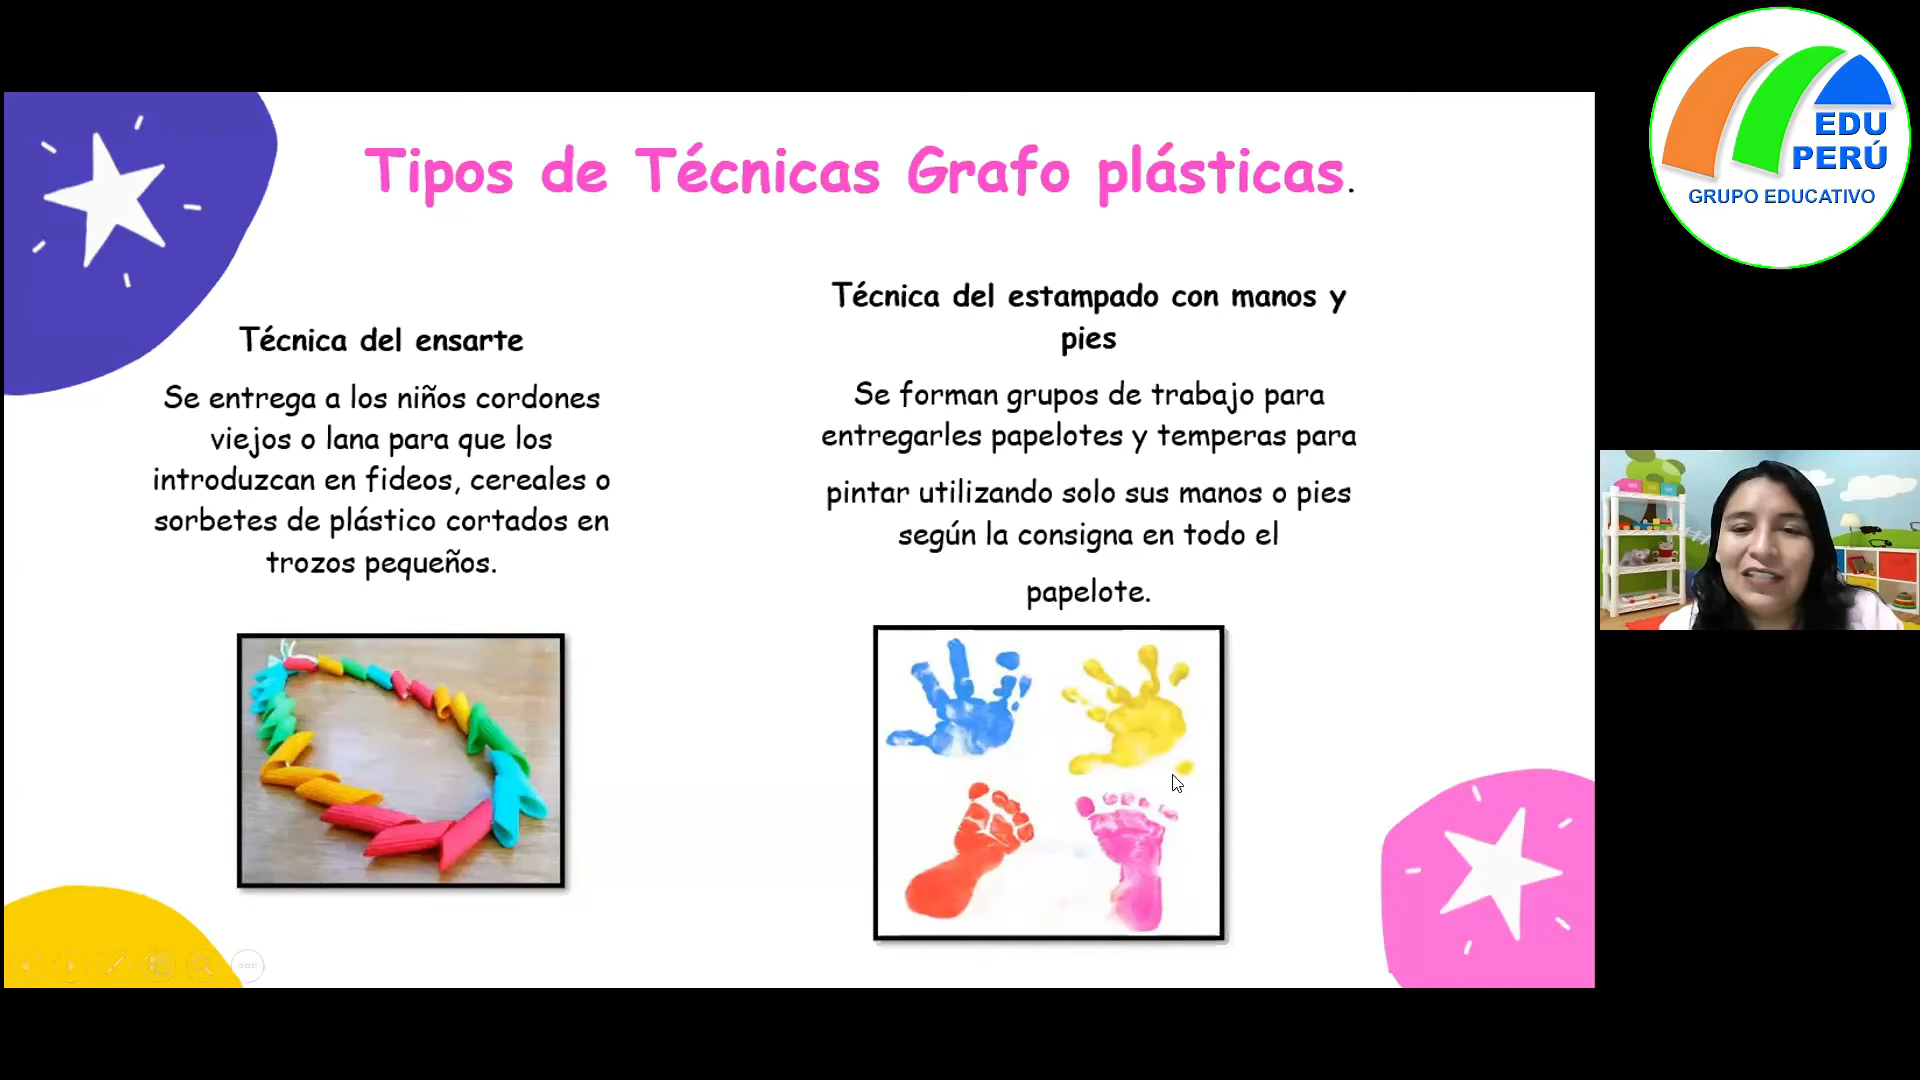 Tipos de Técnicas Grafo plásticas.
Técnica del ensarte
Se entrega a los niños cordones
viejos o lana para que los
introduzcan en fideos, cereales o
sorbetes de plástico cortados en
trozos pequeños.
Técnica del estampado con manos y
pies
Se forman grupos de trabajo para
entregarles papelotes y temperas para
pintar utilizando solo sus manos o pies
según la consigna en todo el
papelote.
EDU
PERÚ
GRUPO EDUCATIVO